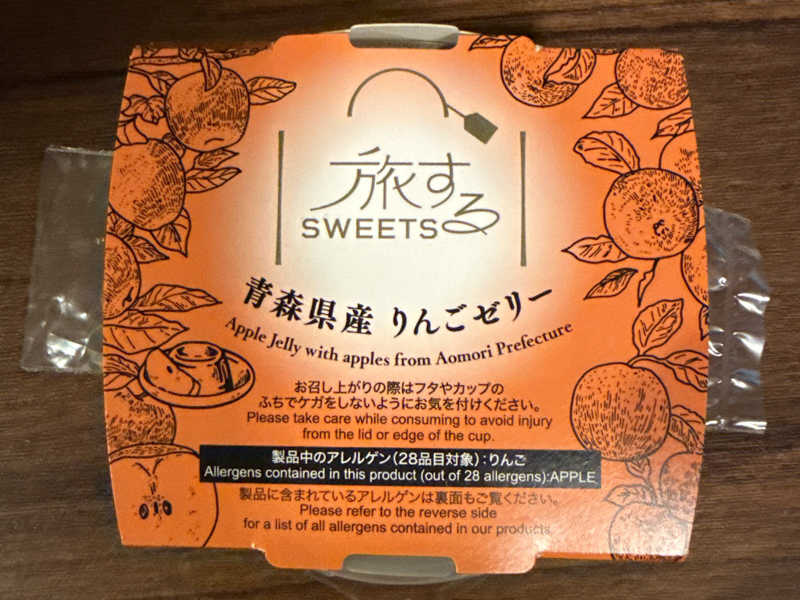 旅する
SWEETS
青森県産 りんごゼリー
Apple Jelly with apples from Aomori Prefecture
お召し上がりの際はフタやカップの
ふちでケガをしないようにお気を付けください。
Please take care while consuming to avoid injury
from the lid or edge of the cup.
製品中のアレルゲン(28品目対象):りんご
Allergens contained in this product (out of 28 allergens):APPLE
製品に含まれているアレルゲンは裏面もご覧ください。
Please refer to the reverse side
for a list of all allergens contained in our products.